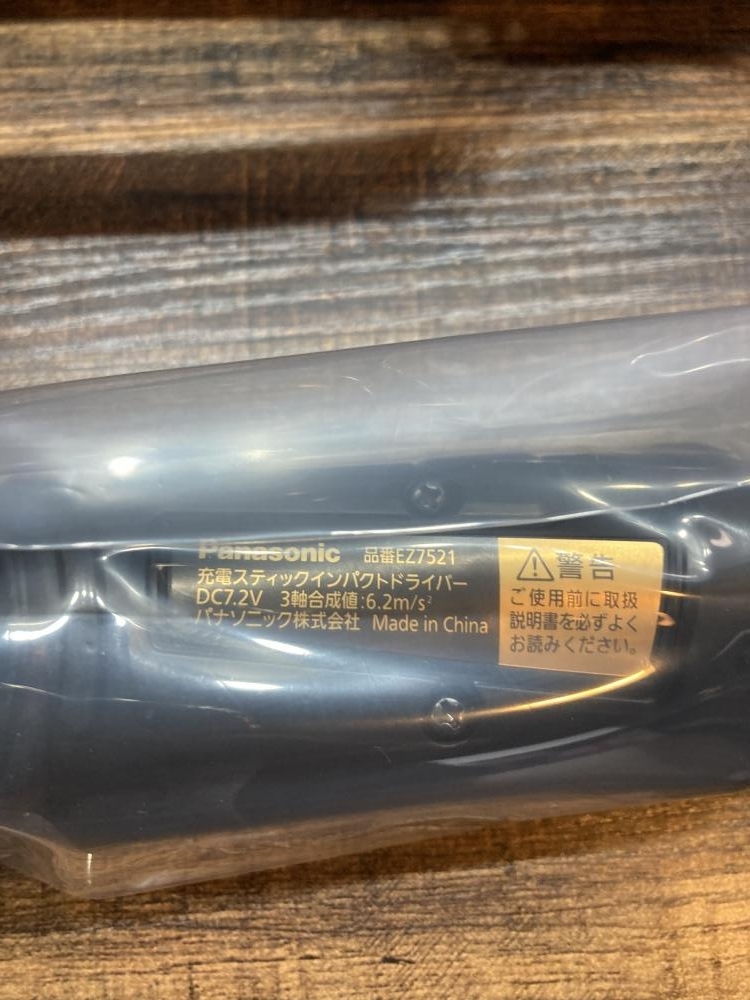 Panasonic 品番EZ7521
充電スティックインパクトドライバー
DC7.2V 3軸合成値:6.2m/s²
パナソニック株式会社 Made in China
⚠警告
ご使用前に取扱
説明書を必ずよく
お読みください。